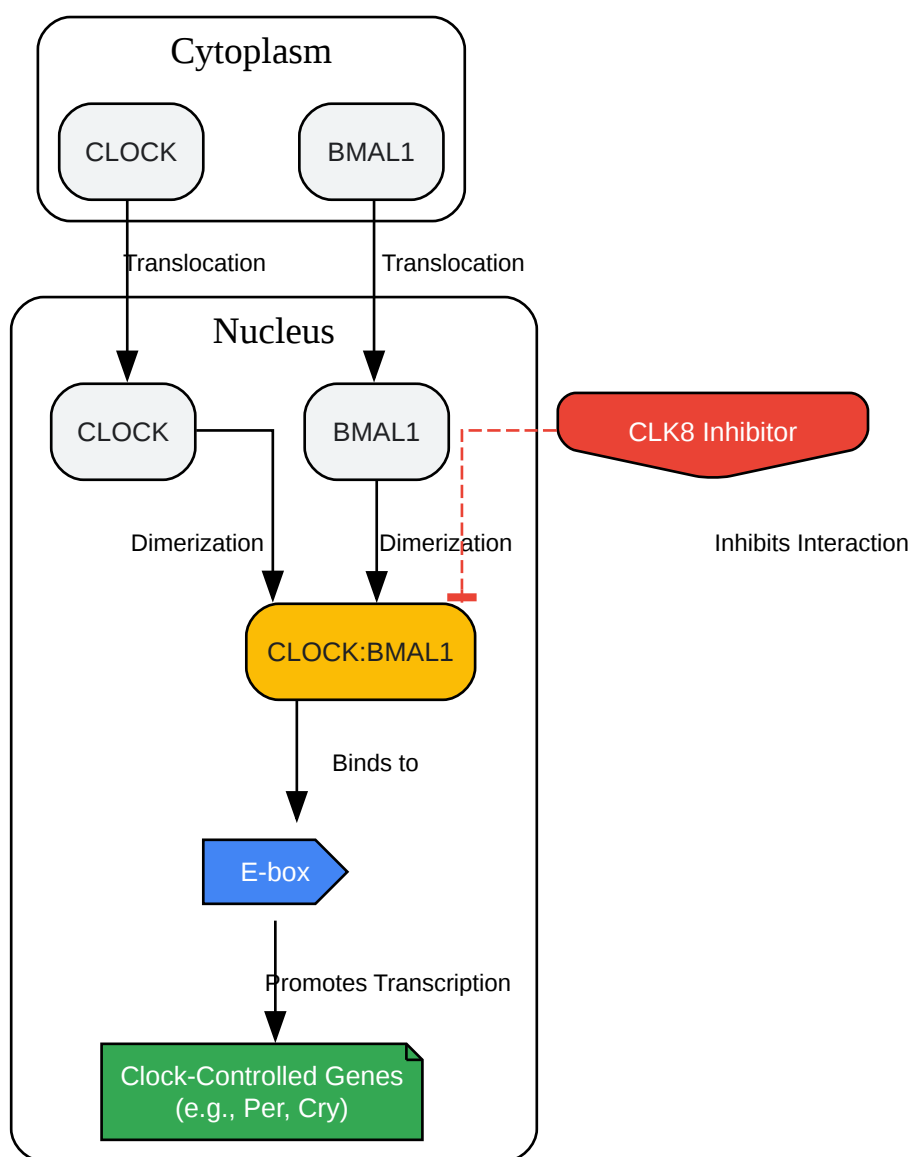 Cytoplasm
CLOCK
BMAL1
Translocation
Translocation
Nucleus
CLOCK
BMAL1
CLK8 Inhibitor
Dimerization
Dimerization
Inhibits Interaction
CLOCK:BMAL1
Binds to
E-box
Promotes Transcription
Clock-Controlled Genes
(e.g., Per, Cry)